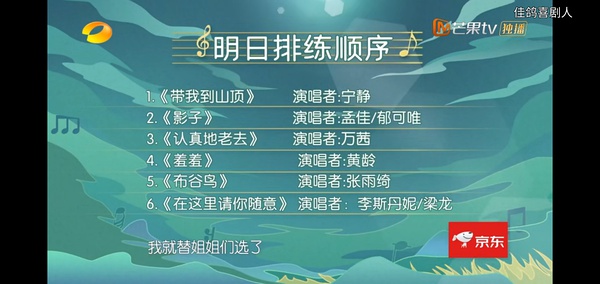 佳鸽喜剧人
芒果tv 独播
明日排练顺序
1.《带我到山顶》 演唱者:宁静
2.《影子》 演唱者:孟佳/郁可唯
3.《认真地老去》 演唱者:万茜
4.《羞羞》 演唱者:黄龄
5.《布谷鸟》 演唱者:张雨绮
6.《在这里请你随意》 演唱者：李斯丹妮/梁龙
京东
我就替姐姐们选了